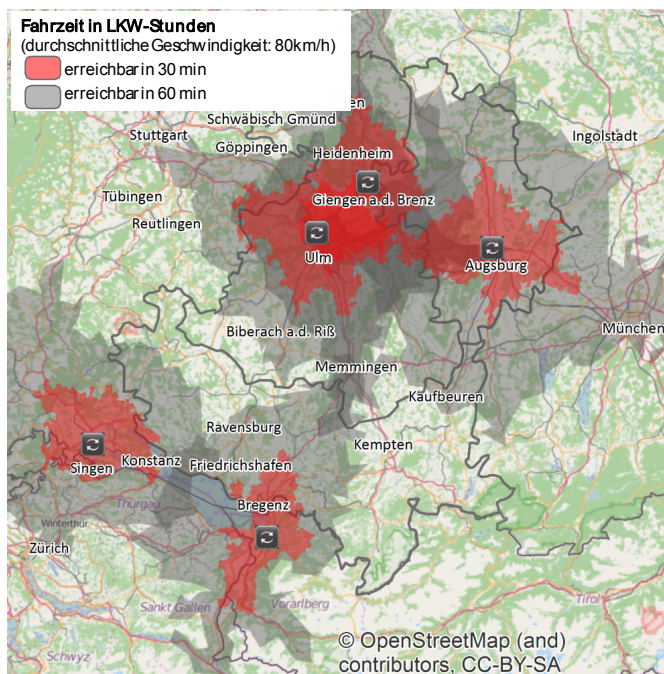 Fahrzeit in LKW-Stunden
(durchschnittliche Geschwindigkeit: 80km/h)
erreichbar in 30 min
erreichbar in 60 min
en
Schwäbisch Gmünd
Stuttgart
Ingolstadt
Göppingen
Heidenheim
Tübingen
Giengen a.d. Brenz
Reutlingen
Ulm
Augsburg
Biberach a.d. Riß
München
Memmingen
Kaufbeuren
Ravensburg
Kempten
Konstanz
Friedrichshafen
Singen
Thurgau
Bregenz
Winterthur
Zürich
Sankt Gallen
Vorarlberg
Tirol
© OpenStreetMap (and)
contributors, CC-BY-SA
Schwyz